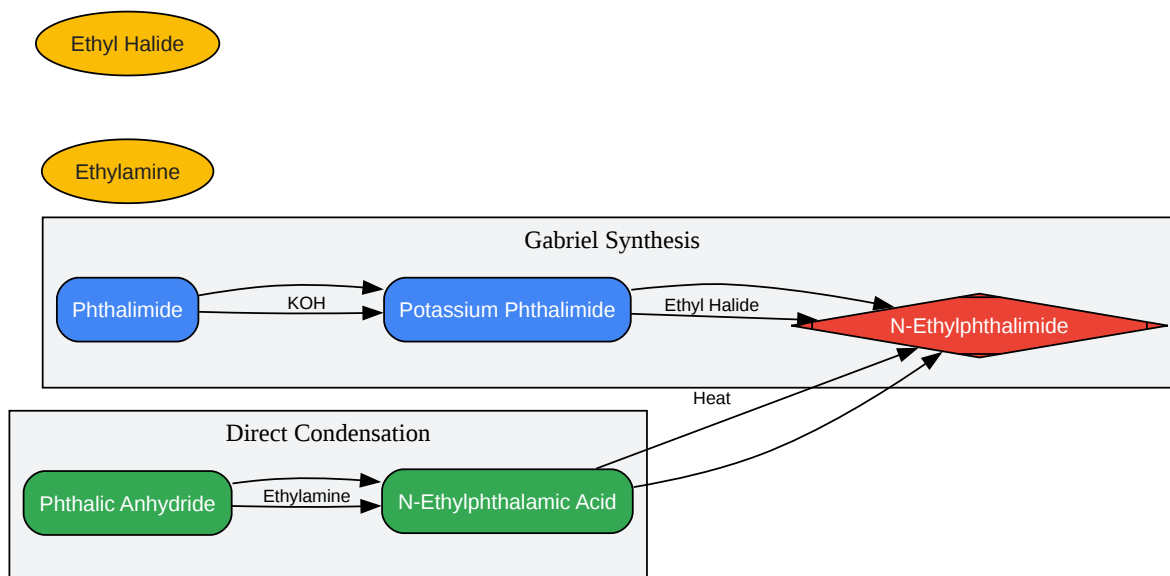 Ethyl Halide
Ethylamine
Gabriel Synthesis
Phthalimide
KOH
Potassium Phthalimide
Ethyl Halide
N-Ethylphthalimide
Heat
Direct Condensation
Phthalic Anhydride
Ethylamine
N-Ethylphthalamic Acid